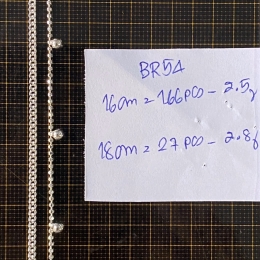 BR54
16cm = 166pcs - 2.5g
18cm = 27pcs - 2.8g